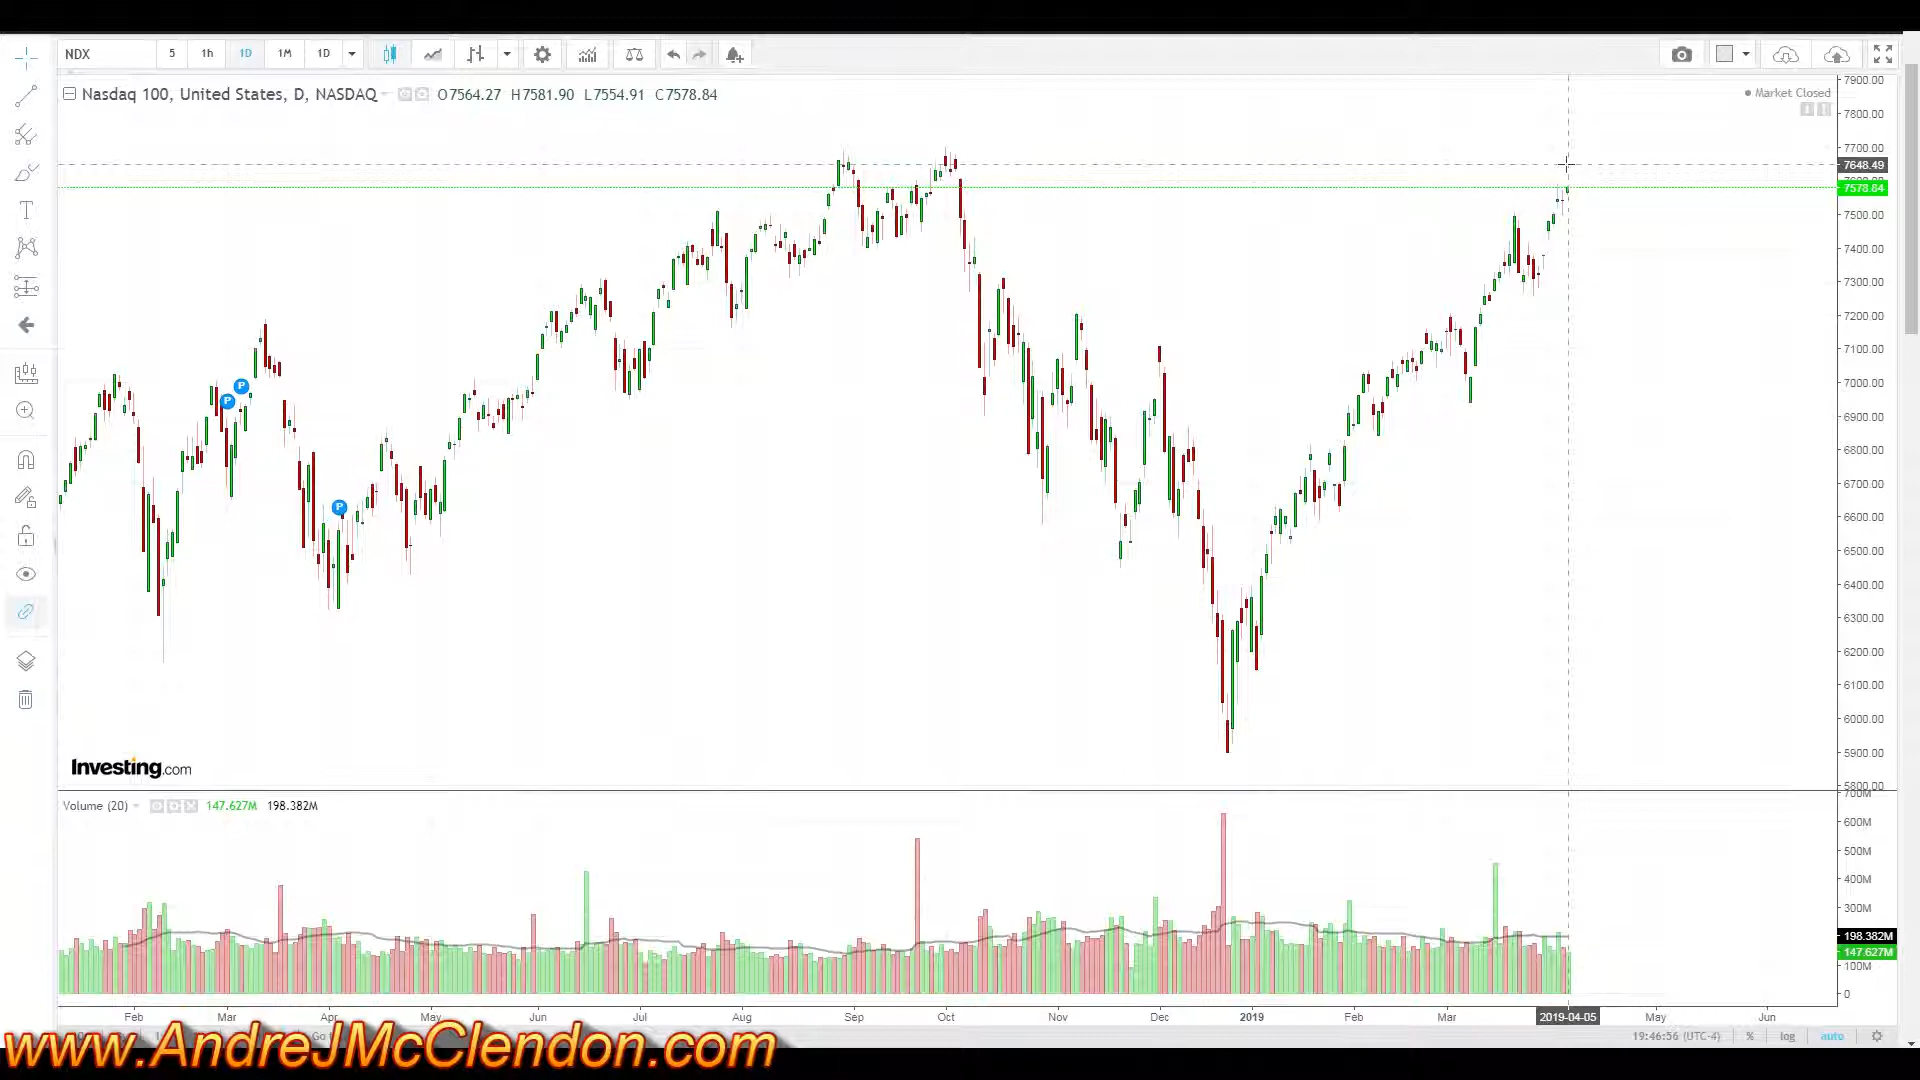 NDX 5 1h 1D 1M 1D
Nasdaq 100, United States, D, NASDAQ O7564.27 H7581.90 L7554.91 C7578.84
Market Closed
7900.00
7800.00
7700.00
7648.49
7578.84
7500.00
7400.00
7300.00
7200.00
7100.00
7000.00
6900.00
6800.00
6700.00
6600.00
6500.00
6400.00
6300.00
6200.00
6100.00
6000.00
5900.00
5800.00
P
P
P
Investing.com
Volume (20) 147.627M 198.382M
700M
600M
500M
400M
300M
198.382M
147.627M
100M
0
Feb Mar Apr May Jun Jul Aug Sep Oct Nov Dec 2019 Feb Mar 2019-04-05 May Jun
19:46:56 (UTC-4) % log auto
www.AndreJMcClendon.com